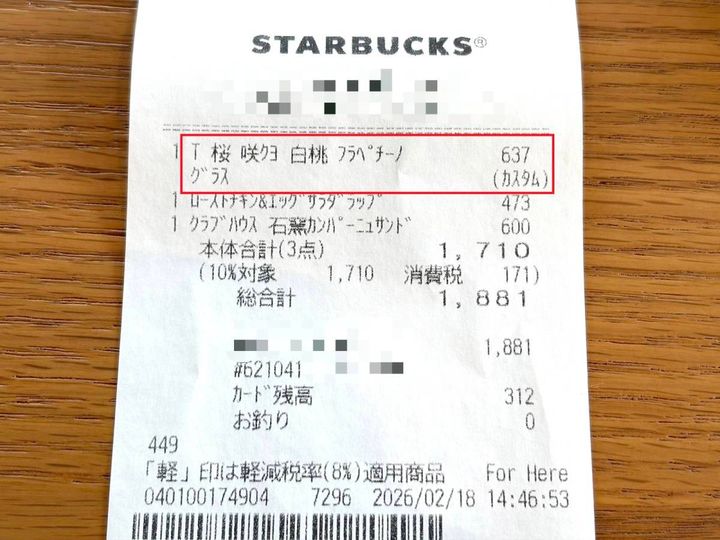 STARBUCKS®
1 T 桜 咲クヨ 白桃 フラペチーノ 637
グラス (カスタム)
1 ローストチキン&エッグサラダラップ 473
1 クラブハウス 石窯カンパーニュサンド 600
本体合計(3点) 1,710
(10%対象 1,710 消費税 171)
総合計 1,881
1,881
#621041
カード残高 312
お釣り 0
449
「軽」印は軽減税率(8%)適用商品 For Here
040100174904 7296 2026/02/18 14:46:53